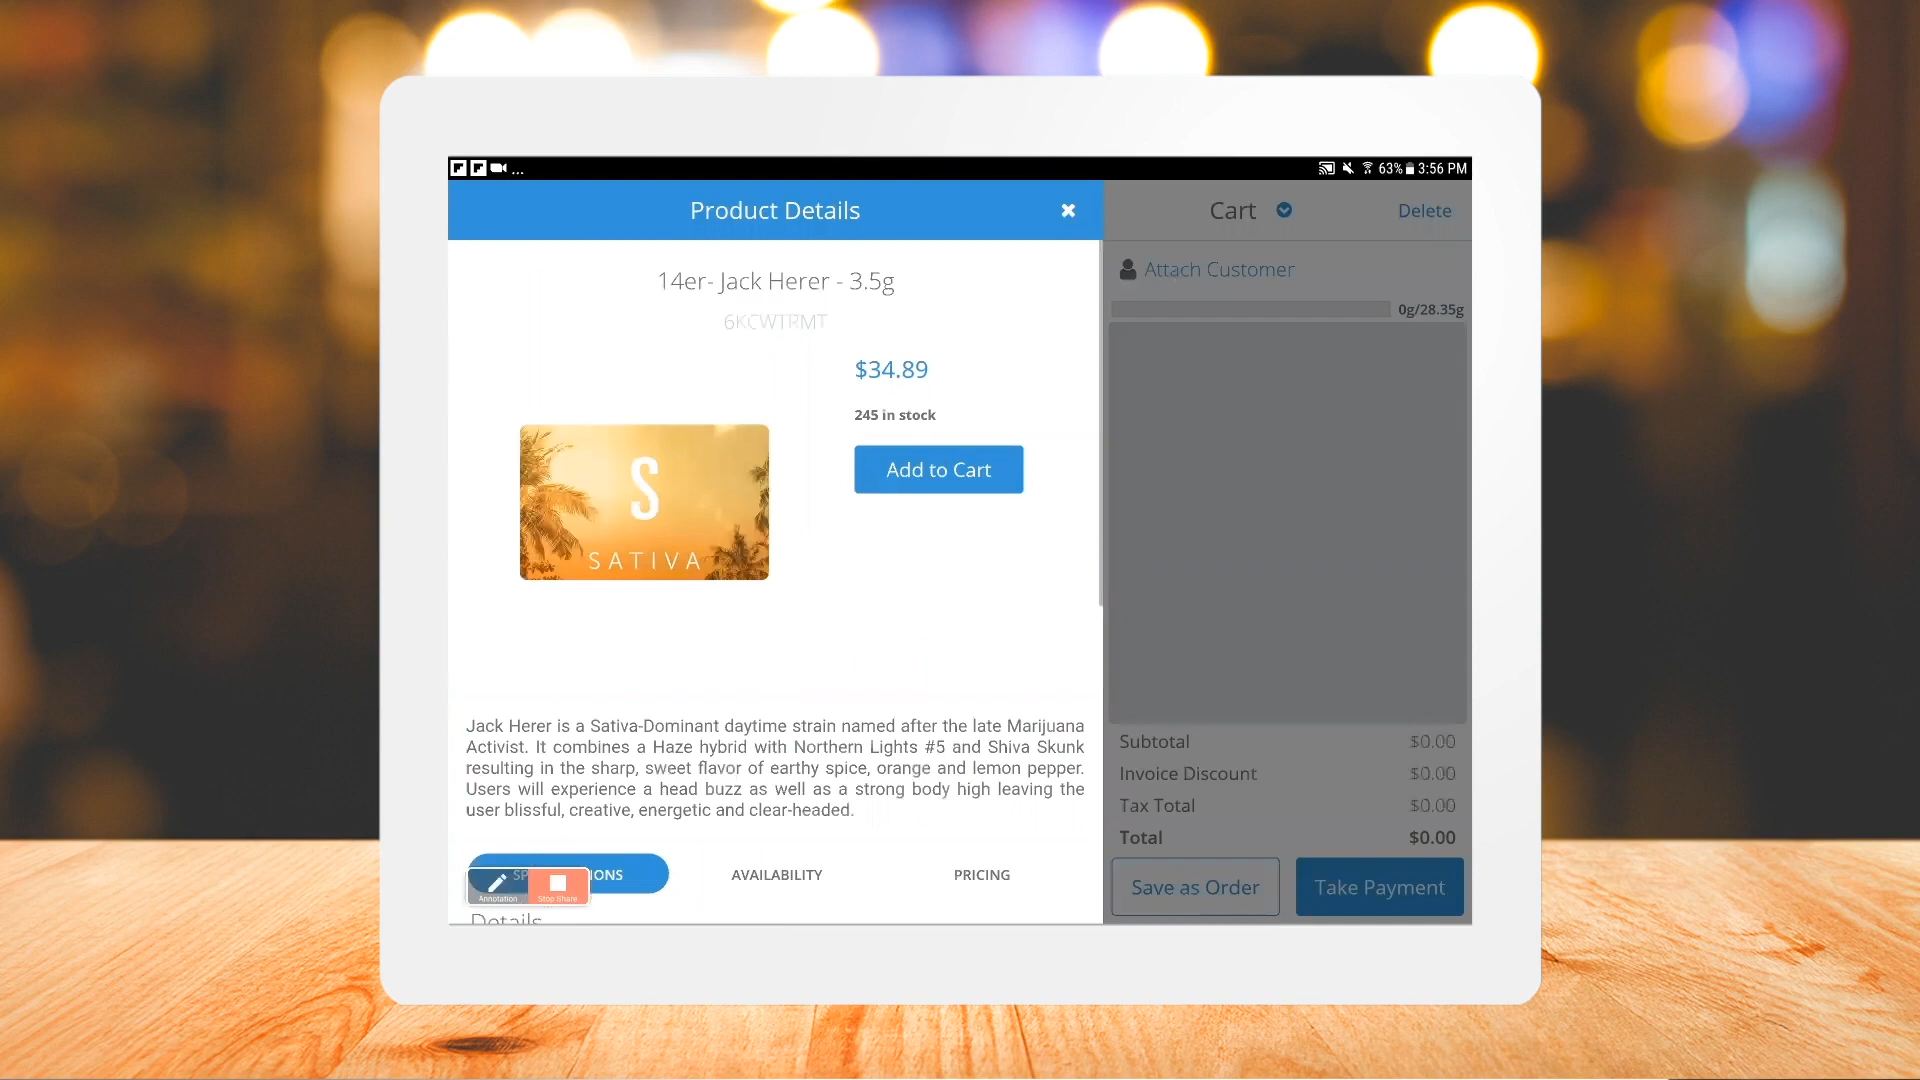 ... 63% 3:56 PM
Product Details
Cart
Delete
14er- Jack Herer - 3.5g
6KCWTRMT
Attach Customer
0g/28.35g
$34.89
245 in stock
Add to Cart
S
SATIVA
Jack Herer is a Sativa-Dominant daytime strain named after the late Marijuana
Activist. It combines a Haze hybrid with Northern Lights #5 and Shiva Skunk
resulting in the sharp, sweet flavor of earthy spice, orange and lemon pepper.
Users will experience a head buzz as well as a strong body high leaving the
user blissful, creative, energetic and clear-headed.
Subtotal $0.00
Invoice Discount $0.00
Tax Total $0.00
Total $0.00
AVAILABILITY
PRICING
Annotation
Stop Share
Details
Save as Order
Take Payment